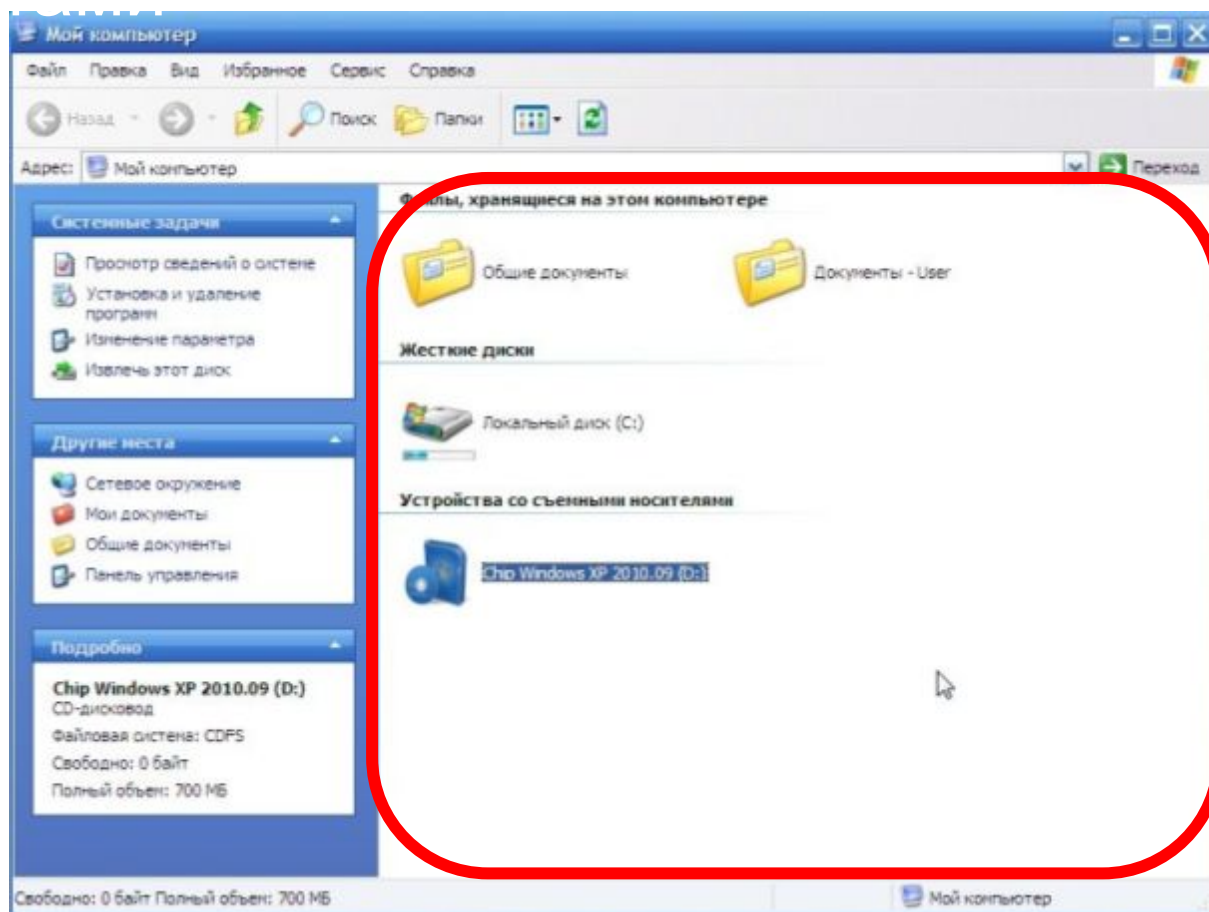 тами
Мой компьютер
Файл Правка Вид Избранное Сервис Справка
Назад Поиск Папки
Адрес: Мой компьютер Переход
Файлы, хранящиеся на этом компьютере
Системные задачи
Просмотр сведений о системе
Установка и удаление
программ
Изменение параметра
Извлечь этот диск
Общие документы
Документы - User
Жесткие диски
Локальный диск (C:)
Другие места
Сетевое окружение
Мои документы
Общие документы
Панель управления
Устройства со съемными носителями
Chip Windows XP 2010.09 (D:)
Подробно
Chip Windows XP 2010.09 (D:)
CD-дисковод
Файловая система: CDFS
Свободно: 0 байт
Полный объем: 700 МБ
Свободно: 0 байт Полный объем: 700 МБ
Мой компьютер